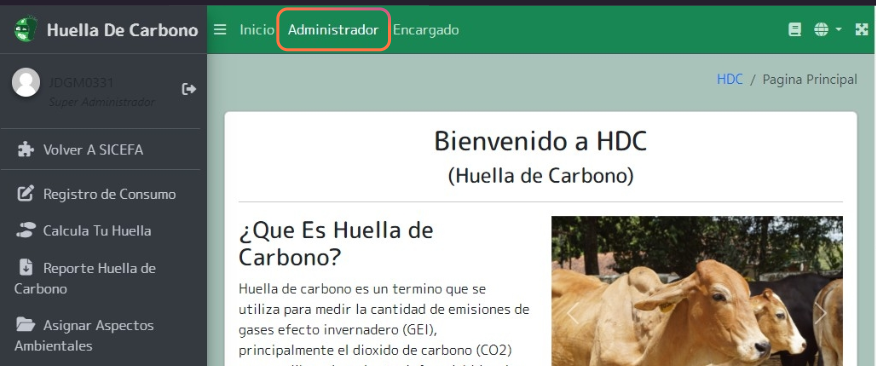 Huella De Carbono
Inicio Administrador Encargado
JDGM0331
Super Administrador
HDC / Pagina Principal
Volver A SICEFA
Registro de Consumo
Calcula Tu Huella
Reporte Huella de
Carbono
Asignar Aspectos
Ambientales
Bienvenido a HDC
(Huella de Carbono)
¿Que Es Huella de
Carbono?
Huella de carbono es un termino que se
utiliza para medir la cantidad de emisiones de
gases efecto invernadero (GEI),
principalmente el dioxido de carbono (CO2)